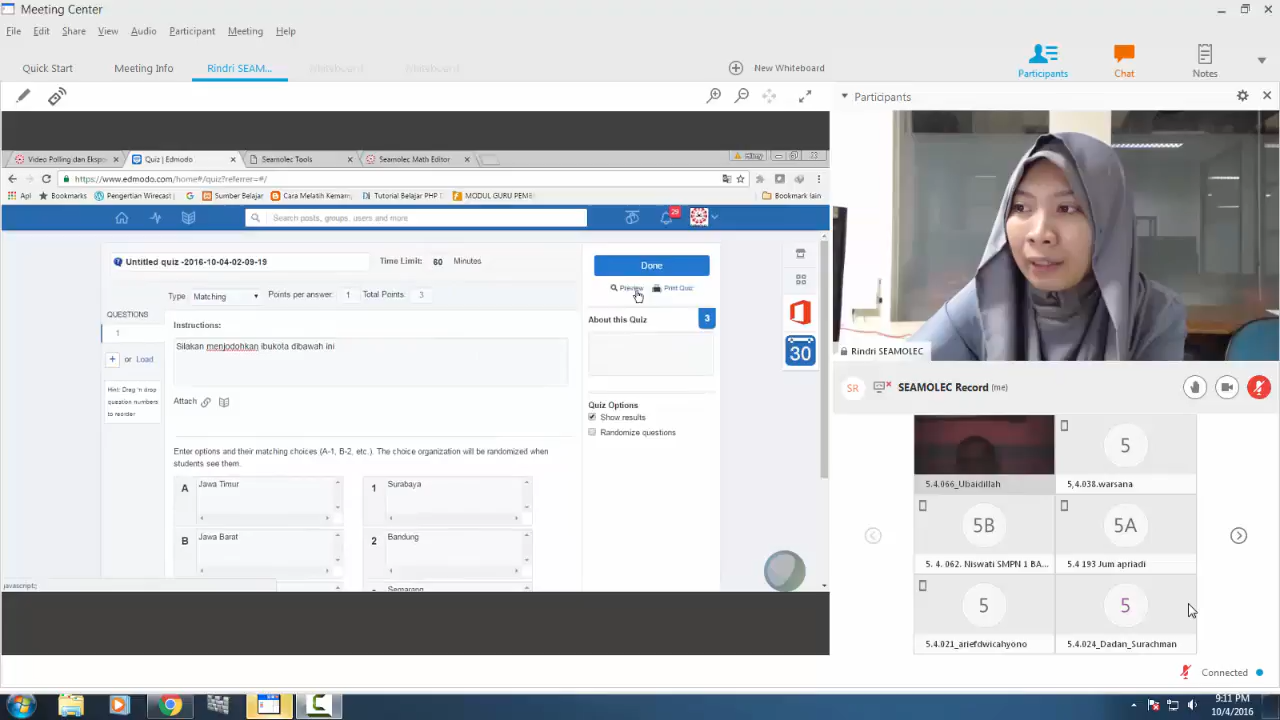 Meeting Center
File Edit Share View Audio Participant Meeting Help
Quick Start Meeting Info Rindri SEAM... Whiteboard Whiteboard New Whiteboard
Participants Chat Notes
Participants
Video Polling dan Ekspo Quiz | Edmodo Seamolec Tools Seamolec Math Editor
https://www.edmodo.com/home#/quiz?referrer=#/
Apl Bookmarks Pengertian Wirecast Sumber Belajar Cara Melatih Keman Tutorial Belajar PHP MODUL GURU PEMB Bookmark lain
Search posts, groups, users and more 29
Untitled quiz -2016-10-04-02-09-19 Time Limit: 60 Minutes
Done
Preview Print Quiz
Type Matching Points per answer: 1 Total Points: 3
QUESTIONS
1
+ or Load
Hint: Drag 'n drop
question numbers
to reorder
Instructions:
Silakan menjodohkan ibukota dibawah ini
Attach
About this Quiz 3
Quiz Options
Show results
Randomize questions
30
Enter options and their matching choices (A-1, B-2, etc.). The choice organization will be randomized when
students see them.
A Jawa Timur 1 Surabaya
B Jawa Barat 2 Bandung
Semarang
javascript:;
Rindri SEAMOLEC
SR SEAMOLEC Record (me)
5
5.4.066_Ubaidillah 5,4.038.warsana
5B 5A
5. 4. 062. Niswati SMPN 1 BA... 5.4 193 Jum apriadi
5 5
5.4.021_ariefdwicahyono 5.4.024_Dadan_Surachman
Connected
9:11 PM
10/4/2016